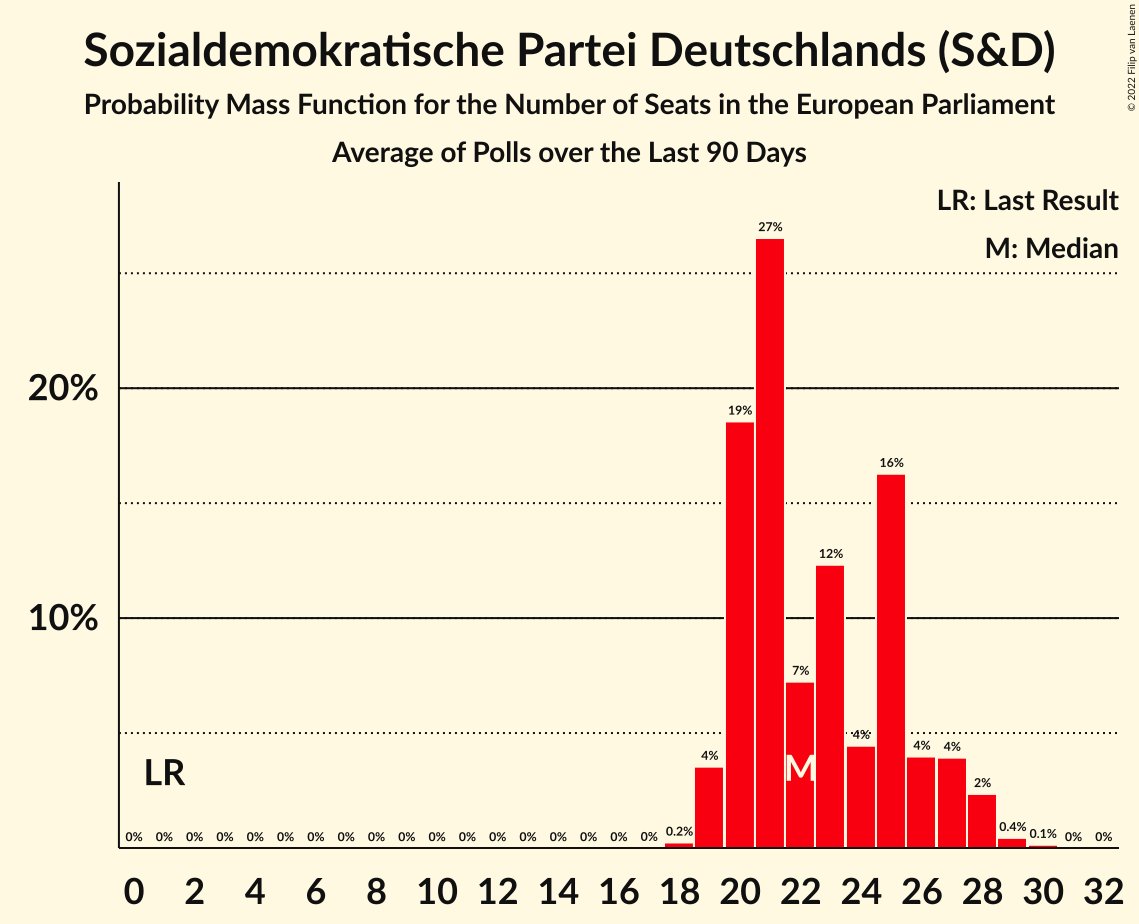 Sozialdemokratische Partei Deutschlands (S&D)
Probability Mass Function for the Number of Seats in the European Parliament
Average of Polls over the Last 90 Days
© 2022 Filip van Laenen
LR: Last Result
M: Median
27%
20%
19%
16%
12%
10%
7%
4%
4%
4%
4%
2%
LR
M
0% 0% 0% 0% 0% 0% 0% 0% 0% 0% 0% 0% 0% 0% 0% 0% 0% 0% 0.2% 0.4% 0.1% 0% 0%
0 2 4 6 8 10 12 14 16 18 20 22 24 26 28 30 32